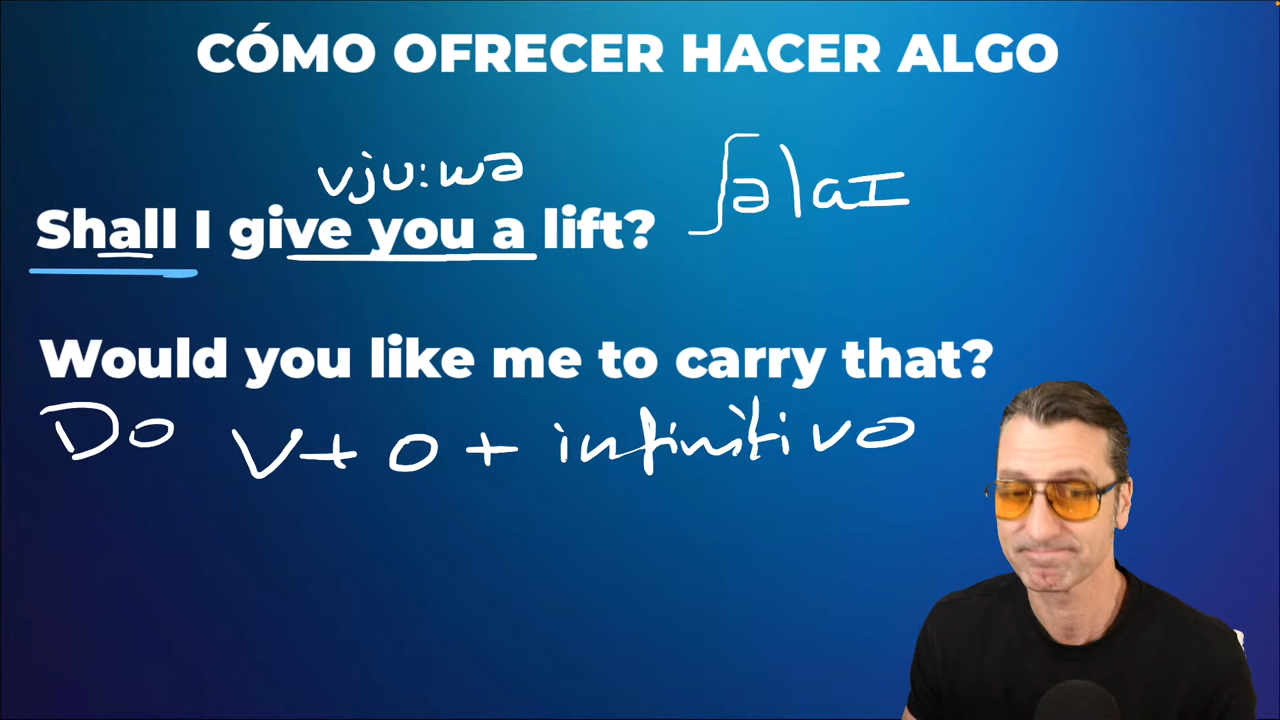 CÓMO OFRECER HACER ALGO
vju:wə
Shall I give you a lift? ʃəlaɪ
Would you like me to carry that?
Do V + O + infinitivo